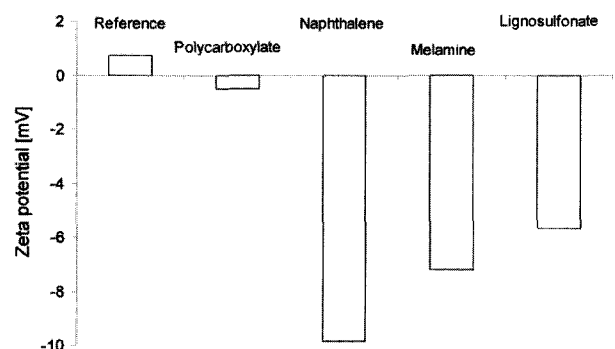 Reference
Naphthalene
Lignosulfonate
Polycarboxylate
Melamine
Zeta potential [mV]
2
0
-2
-4
-6
-8
-10